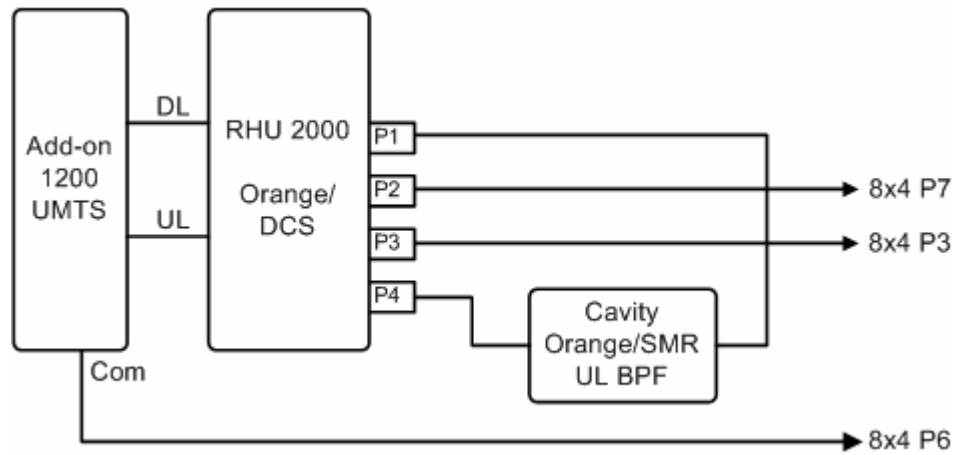 Add-on
1200
UMTS
DL
UL
RHU 2000
Orange/
DCS
P1
P2
P3
P4
8x4 P7
8x4 P3
Cavity
Orange/SMR
UL BPF
Com
8x4 P6